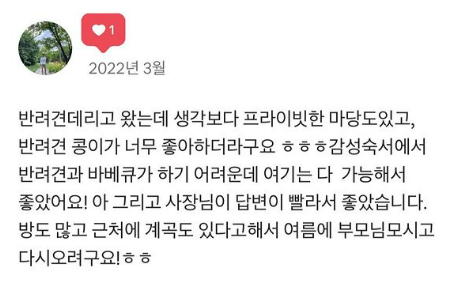 1
2022년 3월
반려견데리고 왔는데 생각보다 프라이빗한 마당도있고,
반려견 콩이가 너무 좋아하더라구요 ㅎㅎㅎ감성숙서에서
반려견과 바베큐가 하기 어려운데 여기는 다 가능해서
좋았어요! 아 그리고 사장님이 답변이 빨라서 좋았습니다.
방도 많고 근처에 계곡도 있다고해서 여름에 부모님모시고
다시오려구요!ㅎㅎ